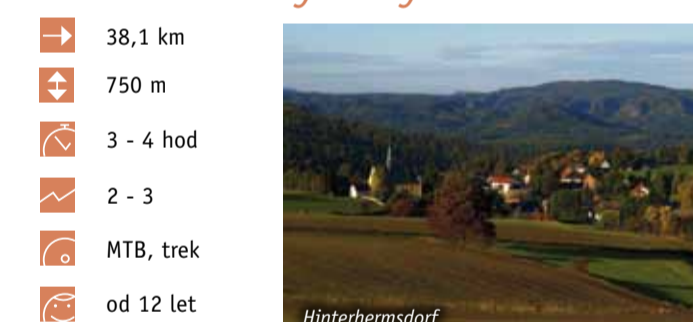 38,1 km
750 m
3 - 4 hod
2 - 3
MTB, trek
od 12 let
Hinterhermsdorf